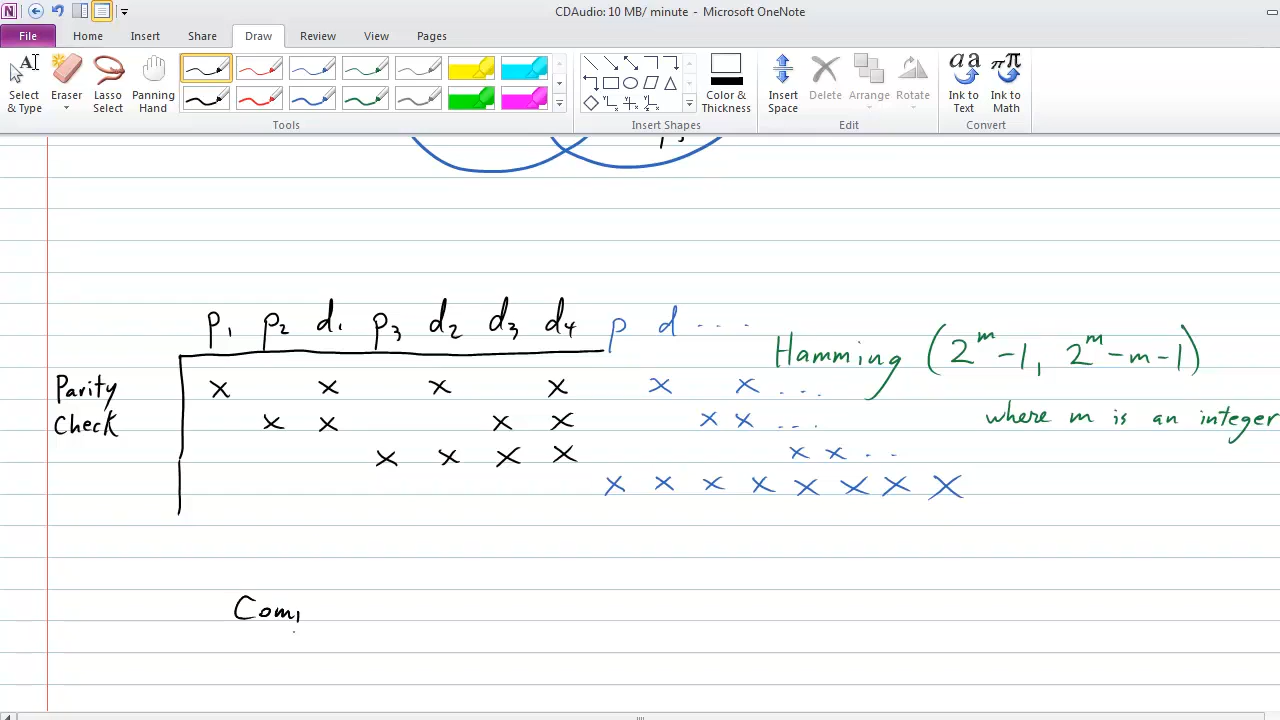 CDAudio: 10 MB/ minute - Microsoft OneNote
File Home Insert Share Draw Review View Pages
Select & Type Eraser Lasso Select Panning Hand Color & Thickness Insert Space Delete Arrange Rotate Ink to Text Ink to Math
Tools Insert Shapes Edit Convert
p₁ p₂ d₁ p₃ d₂ d₃ d₄ p d ...
Hamming (2^m -1, 2^m -m -1)
Parity x x x x x x ...
Check x x x x x x ...
where m is an integer
x x x x x x ..
x x x x x x x x